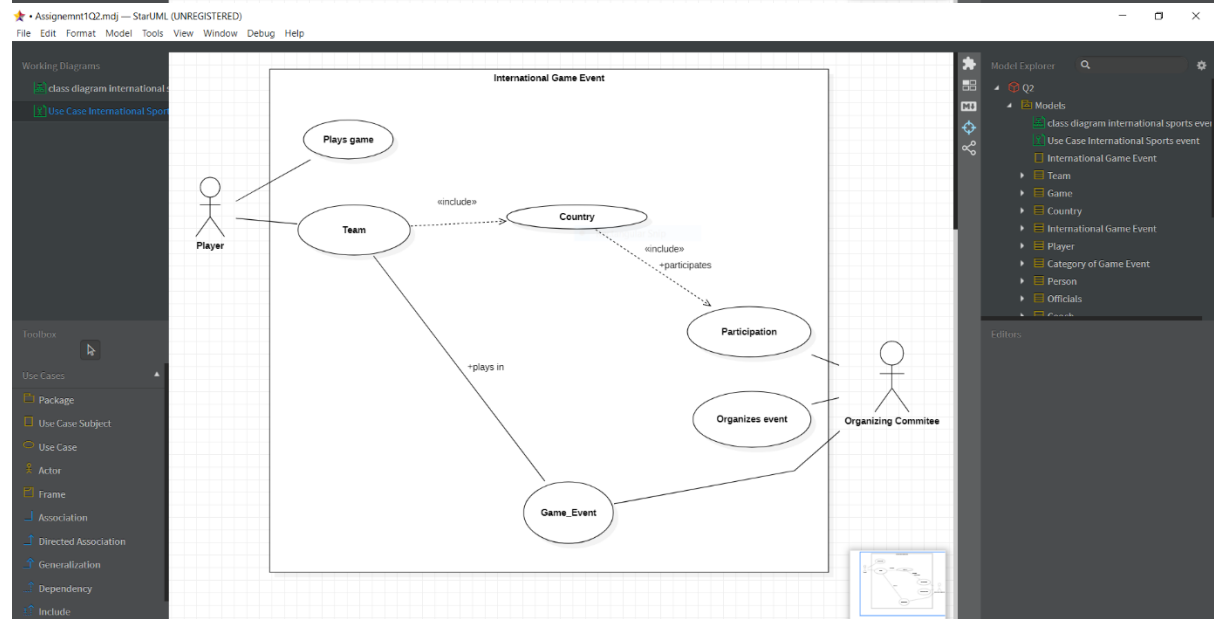 • Assignemnt1Q2.mdj — StarUML (UNREGISTERED)
File Edit Format Model Tools View Window Debug Help
Working Diagrams
class diagram international s
Use Case International Sport
Toolbox
Use Cases
Package
Use Case Subject
Use Case
Actor
Frame
Association
Directed Association
Generalization
Dependency
Include
International Game Event
Plays game
Player
Team
«include»
Country
«include»
+participates
Participation
+plays in
Organizes event
Organizing Commitee
Game_Event
Model Explorer
Q2
Models
class diagram international sports ever
Use Case International Sports event
International Game Event
Team
Game
Country
International Game Event
Player
Category of Game Event
Person
Officials
Coach
Editors